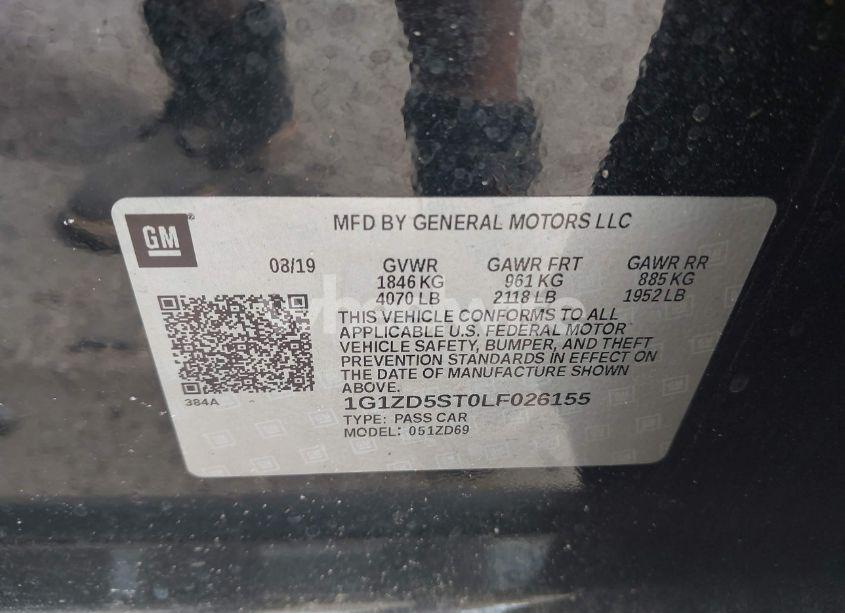 GM
MFD BY GENERAL MOTORS LLC
08/19 GVWR GAWR FRT GAWR RR
1846 KG 961 KG 885 KG
4070 LB 2118 LB 1952 LB
THIS VEHICLE CONFORMS TO ALL
APPLICABLE U.S. FEDERAL MOTOR
VEHICLE SAFETY, BUMPER, AND THEFT
PREVENTION STANDARDS IN EFFECT ON
THE DATE OF MANUFACTURE SHOWN
ABOVE.
384A
1G1ZD5ST0LF026155
TYPE: PASS CAR
MODEL: 051ZD69